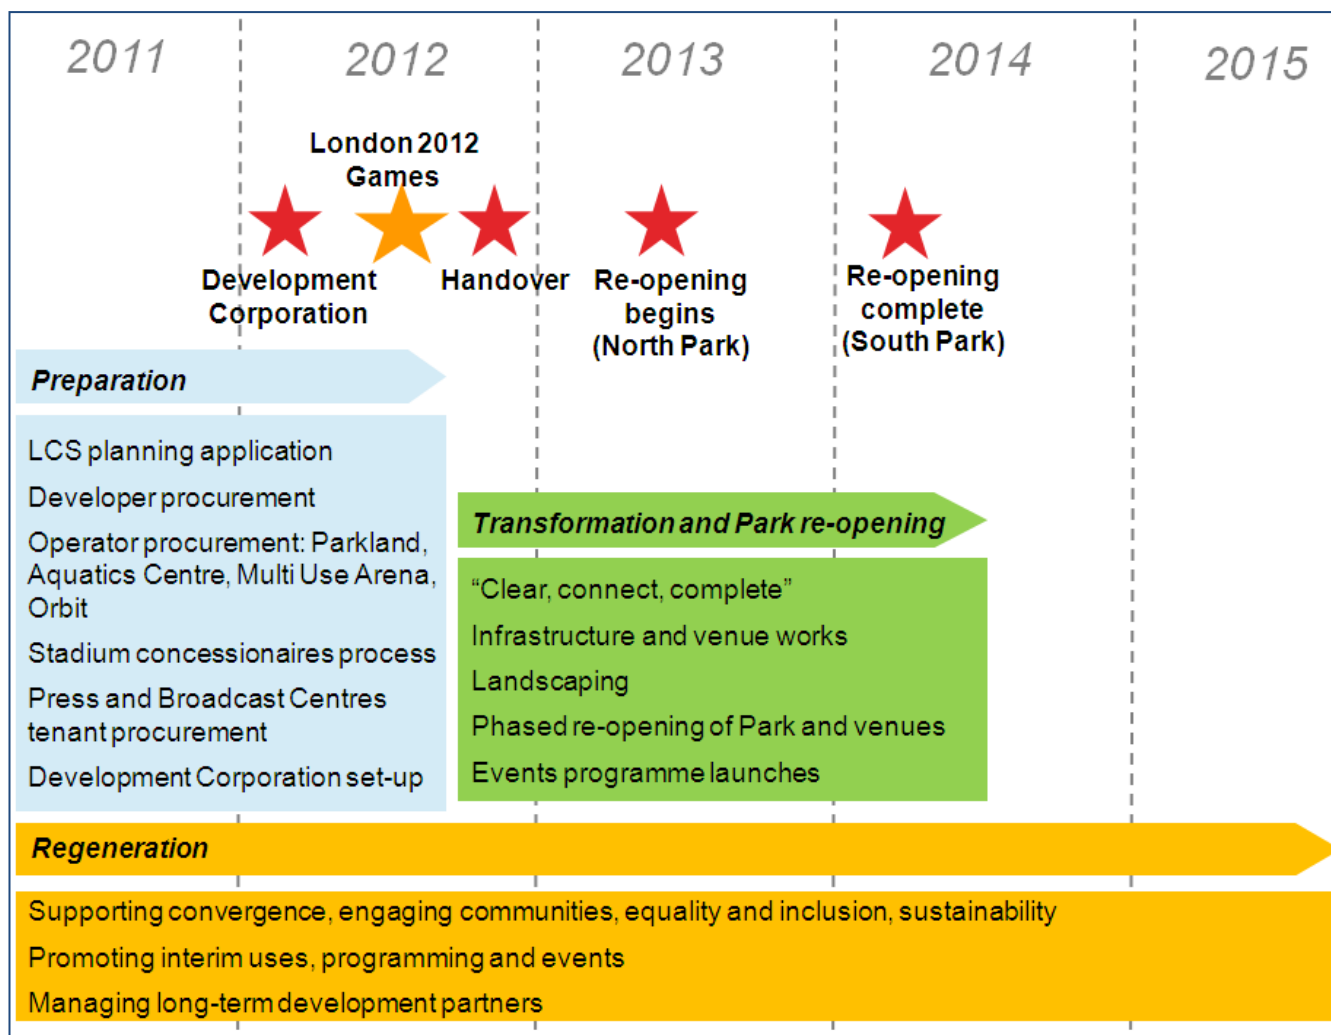 2011
2012
2013
2014
2015
London 2012
Games
Development
Corporation
Handover
Re-opening
begins
(North Park)
Re-opening
complete
(South Park)
Preparation
LCS planning application
Developer procurement
Operator procurement: Parkland,
Aquatics Centre, Multi Use Arena,
Orbit
Stadium concessionaires process
Press and Broadcast Centres
tenant procurement
Development Corporation set-up
Transformation and Park re-opening
“Clear, connect, complete”
Infrastructure and venue works
Landscaping
Phased re-opening of Park and venues
Events programme launches
Regeneration
Supporting convergence, engaging communities, equality and inclusion, sustainability
Promoting interim uses, programming and events
Managing long-term development partners